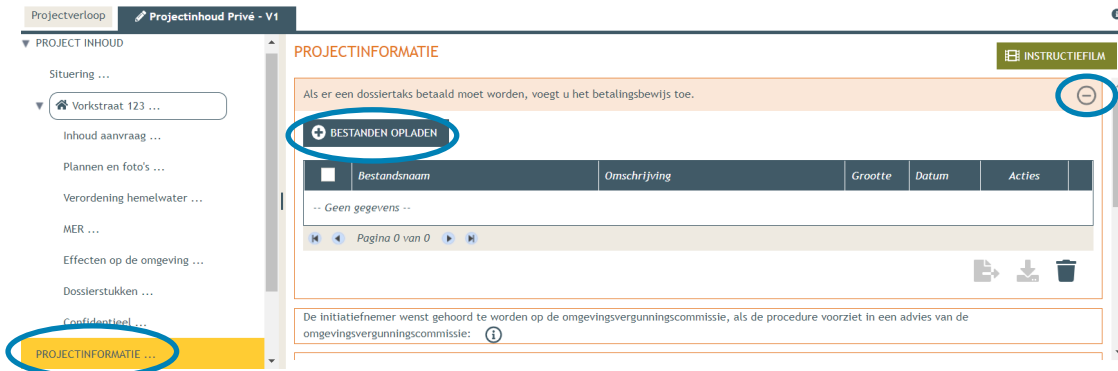 Projectverloop
Projectinhoud Privé - V1
PROJECT INHOUD
Situering ...
Vorkstraat 123 ...
Inhoud aanvraag ...
Plannen en foto's ...
Verordening hemelwater ...
MER ...
Effecten op de omgeving ...
Dossierstukken ...
Confidentieel ...
PROJECTINFORMATIE ...
PROJECTINFORMATIE
INSTRUCTIEFILM
Als er een dossiertaks betaald moet worden, voegt u het betalingsbewijs toe.
BESTANDEN OPLADEN
Bestandsnaam Omschrijving Grootte Datum Acties
-- Geen gegevens --
Pagina 0 van 0
De initiatiefnemer wenst gehoord te worden op de omgevingsvergunningscommissie, als de procedure voorziet in een advies van de
omgevingsvergunningscommissie: